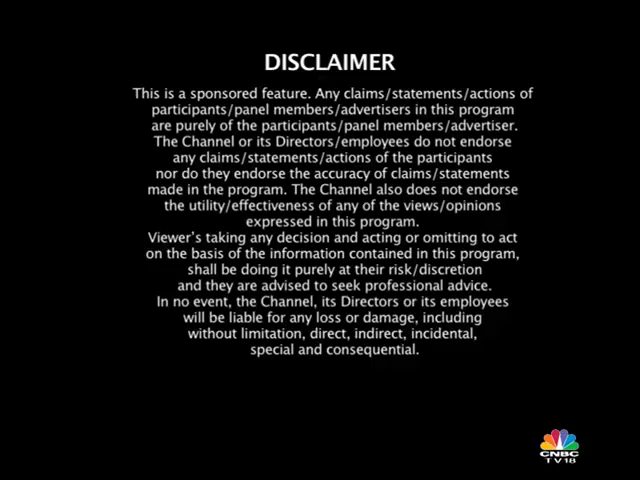 DISCLAIMER
This is a sponsored feature. Any claims/statements/actions of
participants/panel members/advertisers in this program
are purely of the participants/panel members/advertiser.
The Channel or its Directors/employees do not endorse
any claims/statements/actions of the participants
nor do they endorse the accuracy of claims/statements
made in the program. The Channel also does not endorse
the utility/effectiveness of any of the views/opinions
expressed in this program.
Viewer's taking any decision and acting or omitting to act
on the basis of the information contained in this program,
shall be doing it purely at their risk/discretion
and they are advised to seek professional advice.
In no event, the Channel, its Directors or its employees
will be liable for any loss or damage, including
without limitation, direct, indirect, incidental,
special and consequential.
CNBC
TV18